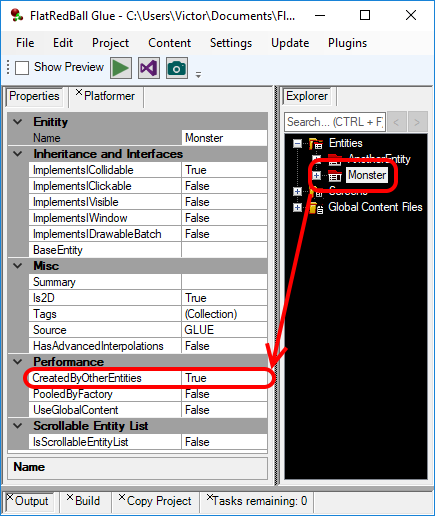 FlatRedBall Glue - C:\Users\Victor\Documents\Fl...
File Project Content Settings Update Plugins
Show Preview
Properties Platformer
Enitity
Name Monster
Inheritance and Interfaces
ImplementsICollidable True
ImplementsIClickable False
ImplementsIVisible False
ImplementsIWindow False
ImplementsIDrawableBatch False
BaseEntity
Misc
Summary
Is2D True
Tags (Collection)
Source GLUE
HasAdvancedInterpolations False
Performance
CreatedByOtherEntities True
PooledByFactory False
UseGlobalContent False
Scrollable Entity List
IsScrollableEntityList False
Name
Explorer
Search... (CTRL + F,
Entities
AnotherEntity
Monster
Screens
Global Content Files
Output Build Copy Project Tasks remaining: 0